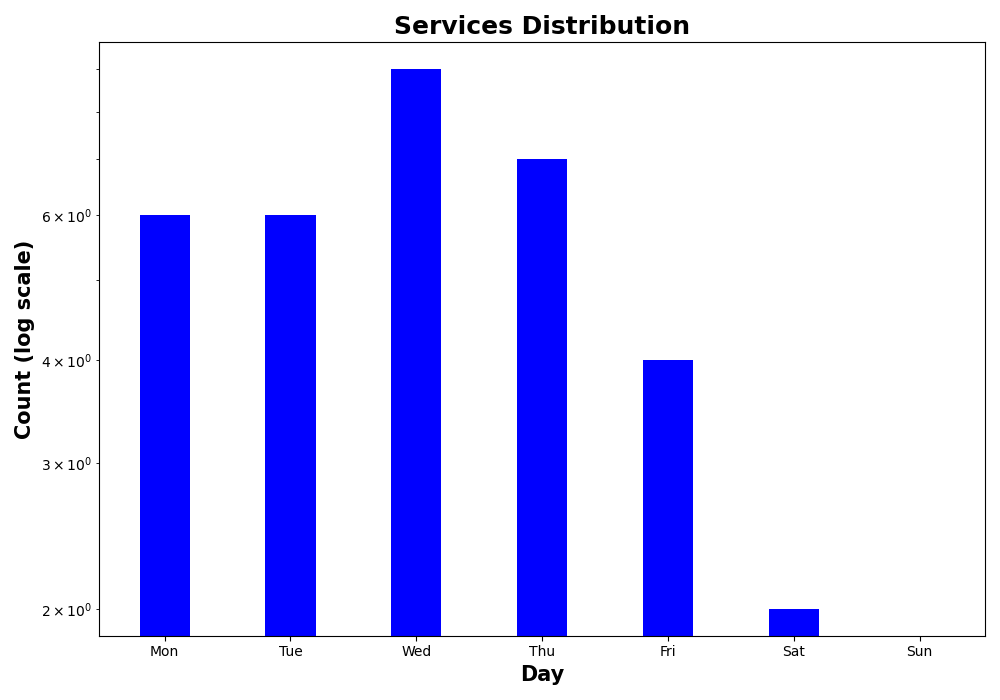 Services Distribution
Count (log scale)
6 × 10⁰
4 × 10⁰
3 × 10⁰
2 × 10⁰
Mon Tue Wed Thu Fri Sat Sun
Day